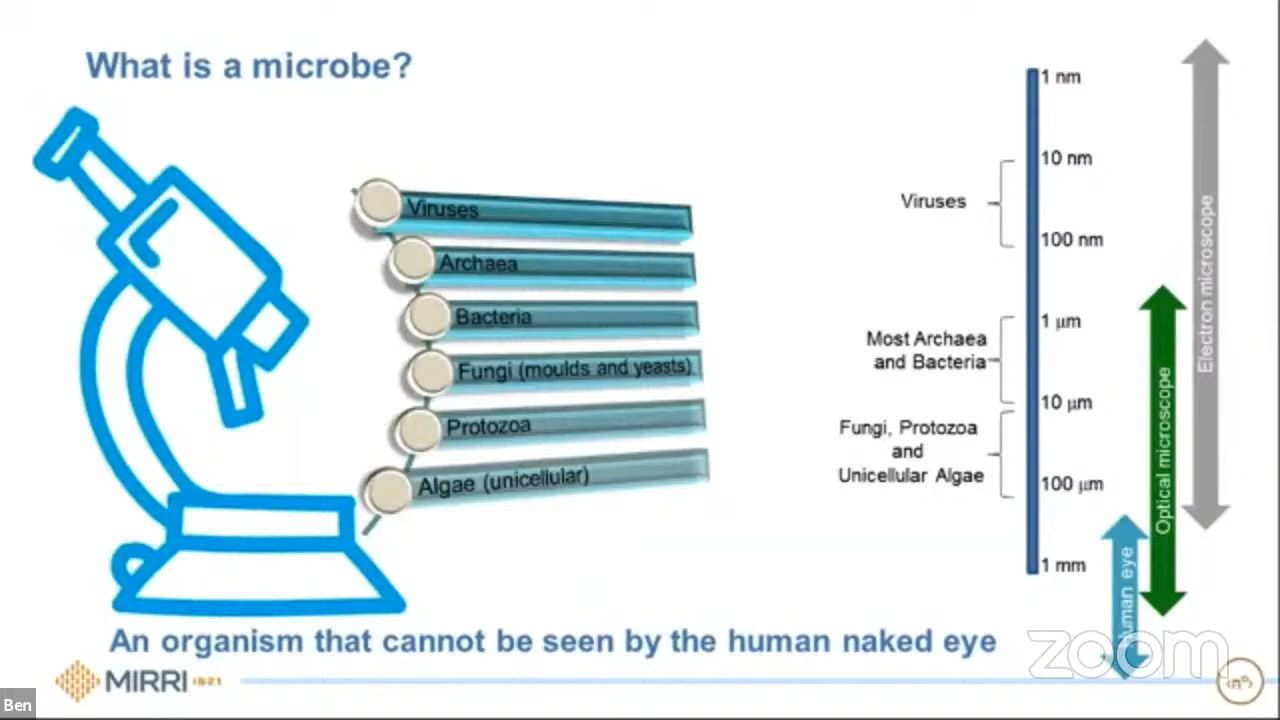 What is a microbe?
Viruses
Archaea
Bacteria
Fungi (moulds and yeasts)
Protozoa
Algae (unicellular)
Viruses
Most Archaea
and Bacteria
Fungi, Protozoa
and
Unicellular Algae
1 nm
10 nm
100 nm
1 μm
10 μm
100 μm
1 mm
Human eye
Optical microscope
Electron microscope
An organism that cannot be seen by the human naked eye
MIRRI IS21
zoom
Ben